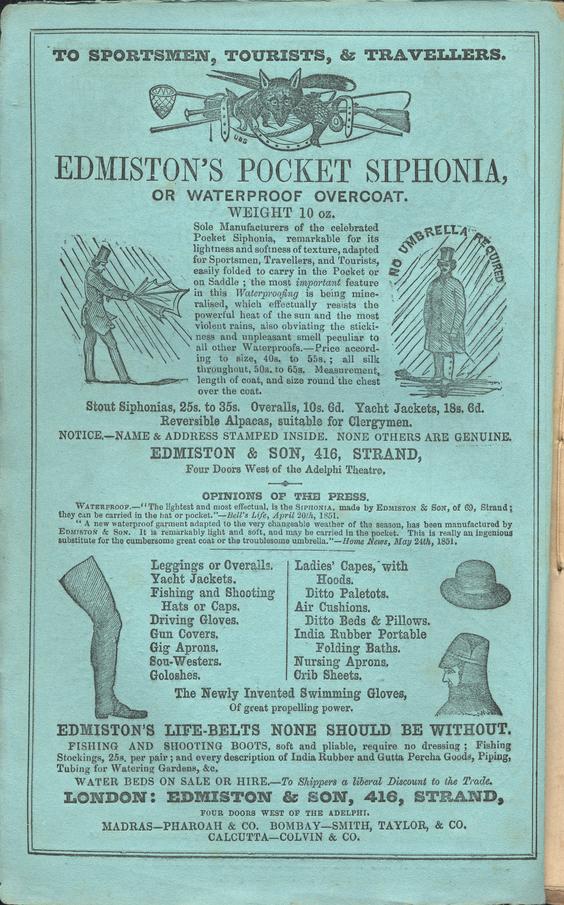 TO SPORTSMEN, TOURISTS, & TRAVELLERS.
EDMISTON'S POCKET SIPHONIA,
OR WATERPROOF OVERCOAT.
WEIGHT 10 oz.
Sole Manufacturers of the celebrated
Pocket Siphonia, remarkable for its
lightness and softness of texture, adapted
for Sportsmen, Travellers, and Tourists,
easily folded to carry in the Pocket or
on Saddle; the most important feature
in this Waterproofing is being mine-
ralised, which effectually resists the
powerful heat of the sun and the most
violent rains, also obviating the sticki-
ness and unpleasant smell peculiar to
all other Waterproofs.—Price accord-
ing to size, 40s. to 55s.; all silk
throughout, 50s. to 65s. Measurement,
length of coat, and size round the chest
over the coat.
NO UMBRELLA REQUIRED
Stout Siphonias, 25s. to 35s. Overalls, 10s. 6d. Yacht Jackets, 18s. 6d.
Reversible Alpacas, suitable for Clergymen.
NOTICE.—NAME & ADDRESS STAMPED INSIDE. NONE OTHERS ARE GENUINE.
EDMISTON & SON, 416, STRAND,
Four Doors West of the Adelphi Theatre,
OPINIONS OF THE PRESS.
WATERPROOF.—"The lightest and most effectual, is the SIPHONIA, made by EDMISTON & SON, of 69, Strand;
they can be carried in the hat or pocket."—Bell's Life, April 20th, 1851.
"A new waterproof garment adapted to the very changeable weather of the season, has been manufactured by
EDMISTON & SON. It is remarkably light and soft, and may be carried in the pocket. This is really an ingenious
substitute for the cumbersome great coat or the troublesome umbrella."—Home News, May 24th, 1851.
Leggings or Overalls.
Yacht Jackets.
Fishing and Shooting
Hats or Caps.
Driving Gloves.
Gun Covers.
Gig Aprons.
Sou-Westers.
Goloshes.
Ladies' Capes, with
Hoods.
Ditto Paletots.
Air Cushions.
Ditto Beds & Pillows.
India Rubber Portable
Folding Baths.
Nursing Aprons.
Crib Sheets.
The Newly Invented Swimming Gloves,
Of great propelling power.
EDMISTON'S LIFE-BELTS NONE SHOULD BE WITHOUT.
FISHING AND SHOOTING BOOTS, soft and pliable, require no dressing; Fishing
Stockings, 25s. per pair; and every description of India Rubber and Gutta Percha Goods, Piping,
Tubing for Watering Gardens, &c.
WATER BEDS ON SALE OR HIRE.—To Shippers a liberal Discount to the Trade.
LONDON: EDMISTON & SON, 416, STRAND,
FOUR DOORS WEST OF THE ADELPHI.
MADRAS—PHAROAH & CO. BOMBAY—SMITH, TAYLOR, & CO.
CALCUTTA—COLVIN & CO.